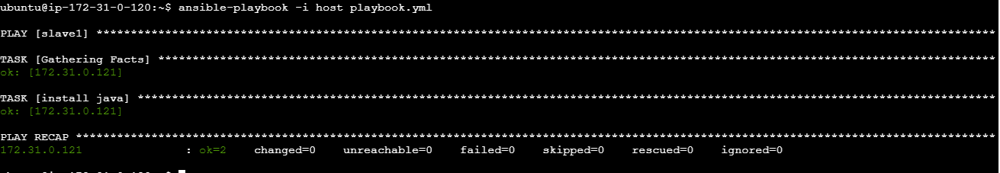 ubuntu@ip-172-31-0-120:~$ ansible-playbook -i host playbook.yml
PLAY [slave1] ************************************************************************************************************************************
TASK [Gathering Facts] ***************************************************************************************************************************
ok: [172.31.0.121]
TASK [install java] ******************************************************************************************************************************
ok: [172.31.0.121]
PLAY RECAP ***************************************************************************************************************************************
172.31.0.121               : ok=2    changed=0    unreachable=0    failed=0    skipped=0    rescued=0    ignored=0